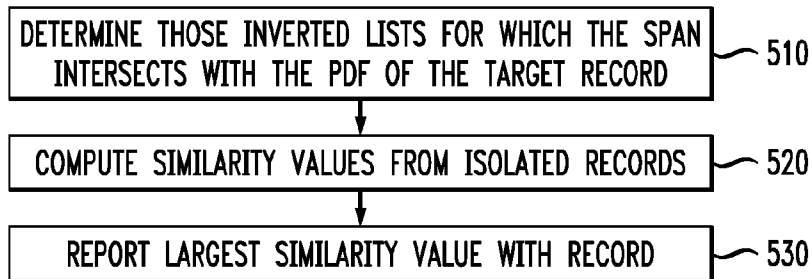 DETERMINE THOSE INVERTED LISTS FOR WHICH THE SPAN
INTERSECTS WITH THE PDF OF THE TARGET RECORD
510
COMPUTE SIMILARITY VALUES FROM ISOLATED RECORDS
520
REPORT LARGEST SIMILARITY VALUE WITH RECORD
530